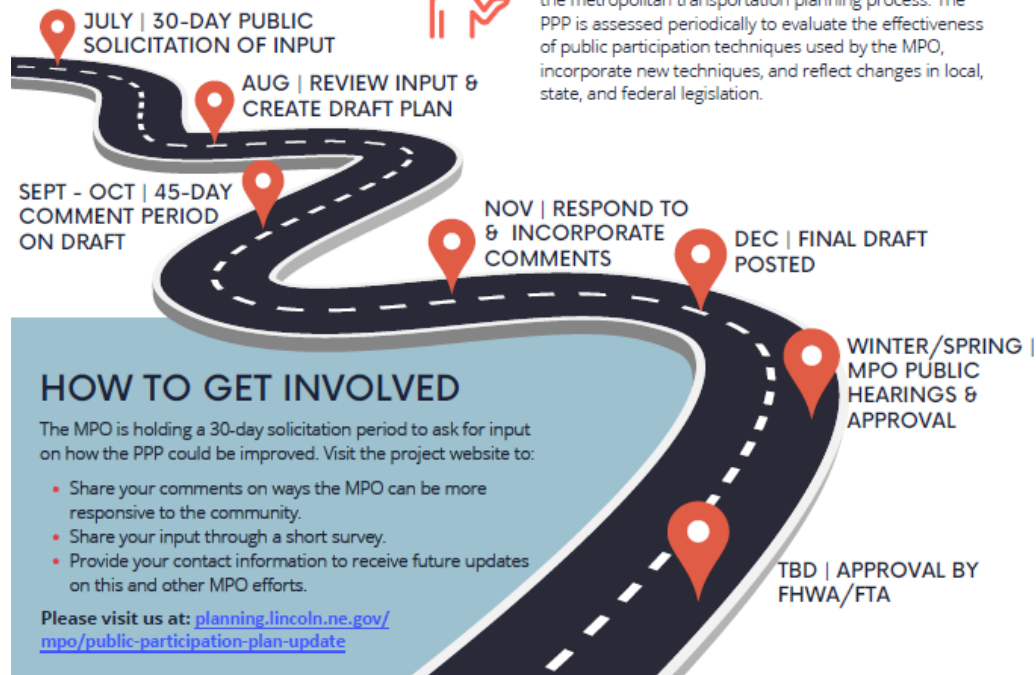 the metropolitan transportation planning process. The
PPP is assessed periodically to evaluate the effectiveness
of public participation techniques used by the MPO,
incorporate new techniques, and reflect changes in local,
state, and federal legislation.
JULY | 30-DAY PUBLIC
SOLICITATION OF INPUT
AUG | REVIEW INPUT &
CREATE DRAFT PLAN
SEPT - OCT | 45-DAY
COMMENT PERIOD
ON DRAFT
NOV | RESPOND TO
& INCORPORATE
COMMENTS
DEC | FINAL DRAFT
POSTED
WINTER/SPRING |
MPO PUBLIC
HEARINGS &
APPROVAL
TBD | APPROVAL BY
FHWA/FTA
HOW TO GET INVOLVED
The MPO is holding a 30-day solicitation period to ask for input
on how the PPP could be improved. Visit the project website to:
• Share your comments on ways the MPO can be more
responsive to the community.
• Share your input through a short survey.
• Provide your contact information to receive future updates
on this and other MPO efforts.
Please visit us at: planning.lincoln.ne.gov/
mpo/public-participation-plan-update